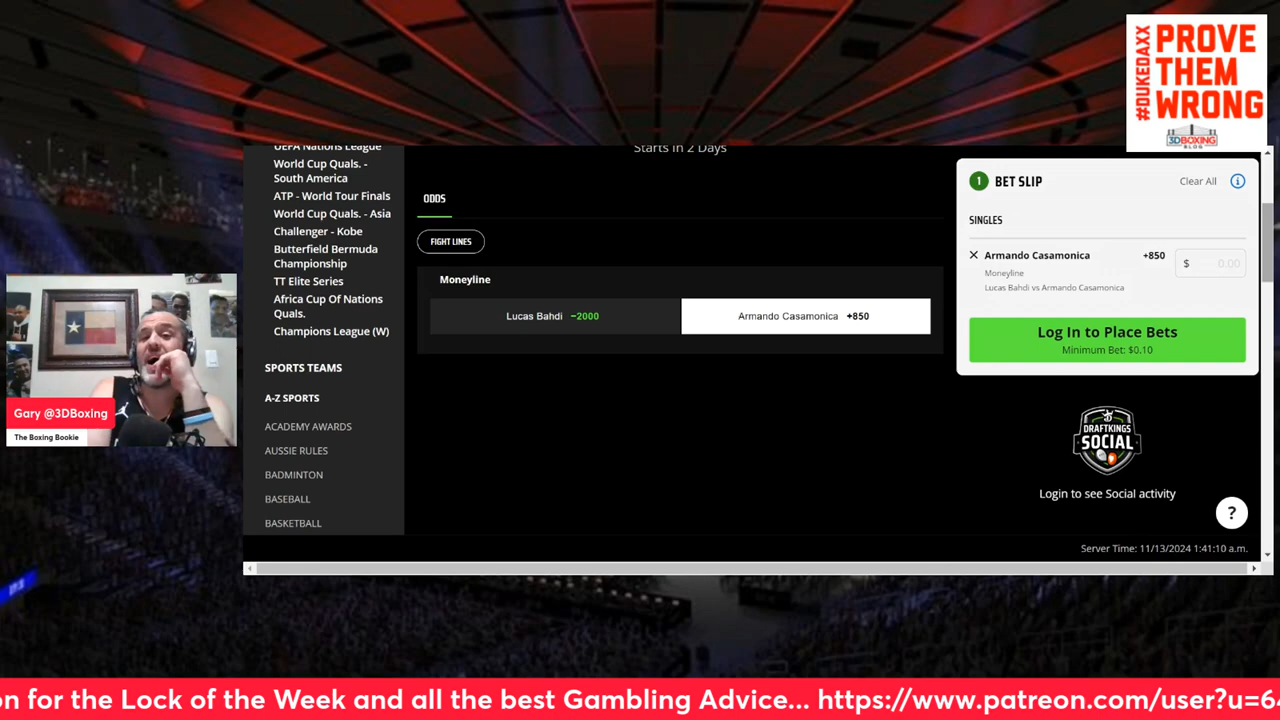 #DUKEDAXX
PROVE
THEM
WRONG
3DBOXING
BLOG
UEFA Nations League
World Cup Quals. -
South America
ATP - World Tour Finals
World Cup Quals. - Asia
Challenger - Kobe
Butterfield Bermuda
Championship
TT Elite Series
Africa Cup Of Nations
Quals.
Champions League (W)
SPORTS TEAMS
A-Z SPORTS
ACADEMY AWARDS
AUSSIE RULES
BADMINTON
BASEBALL
BASKETBALL
Starts In 2 Days
ODDS
FIGHT LINES
Moneyline
Lucas Bahdi −2000
Armando Casamonica +850
1 BET SLIP Clear All i
SINGLES
Armando Casamonica +850
$ 0.00
Moneyline
Lucas Bahdi vs Armando Casamonica
Log In to Place Bets
Minimum Bet: $0.10
DRAFTKINGS
SOCIAL
Login to see Social activity
?
Server Time: 11/13/2024 1:41:10 a.m.
Gary @3DBoxing
The Boxing Bookie
on for the Lock of the Week and all the best Gambling Advice... https://www.patreon.com/user?u=6